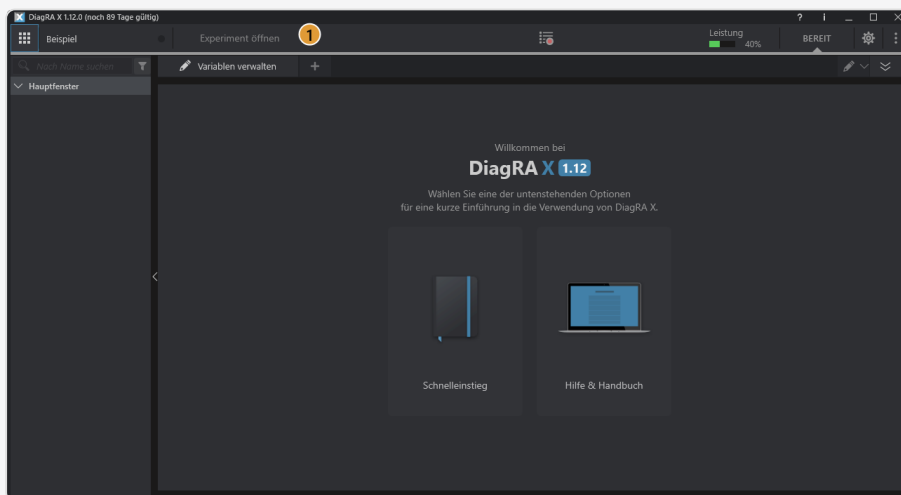 DiagRA X 1.12.0 (noch 89 Tage gültig)
? i
Beispiel
Experiment öffnen
1
Leistung
40%
BEREIT
Nach Name suchen
Variablen verwalten
+
Hauptfenster
Willkommen bei
DiagRA X 1.12
Wählen Sie eine der untenstehenden Optionen
für eine kurze Einführung in die Verwendung von DiagRA X.
Schnelleinstieg
Hilfe & Handbuch